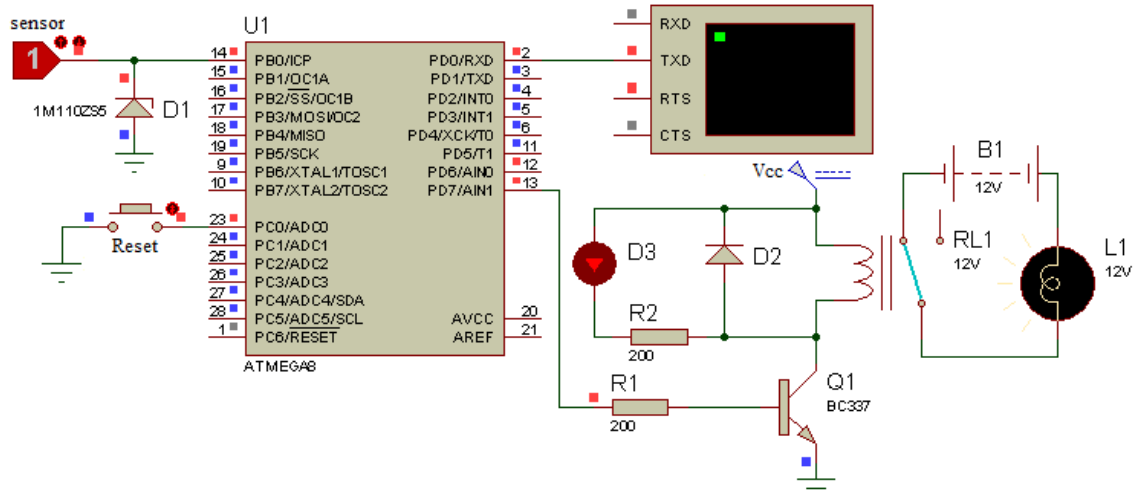 sensor
1
D1
1M110ZS5
Reset
U1
14 PB0/ICP PD0/RXD 2
15 PB1/OC1A PD1/TXD 3
16 PB2/SS/OC1B PD2/INT0 4
17 PB3/MOSI/OC2 PD3/INT1 5
18 PB4/MISO PD4/XCK/T0 6
19 PB5/SCK PD5/T1 11
9 PB6/XTAL1/TOSC1 PD6/AIN0 12
10 PB7/XTAL2/TOSC2 PD7/AIN1 13
23 PC0/ADC0
24 PC1/ADC1
25 PC2/ADC2
26 PC3/ADC3
27 PC4/ADC4/SDA
28 PC5/ADC5/SCL AVCC 20
1 PC6/RESET AREF 21
ATMEGA8
RXD
TXD
RTS
CTS
Vcc
D3
D2
R2
200
R1
200
Q1
BC337
B1
12V
RL1
12V
L1
12V